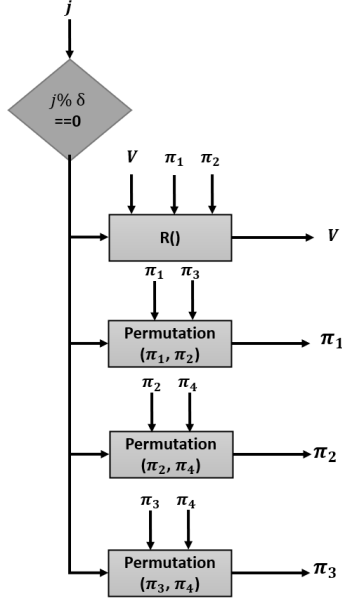 j
j% δ
==0
V π₁ π₂
R()
V
π₁ π₃
Permutation
(π₁, π₂)
π₁
π₂ π₄
Permutation
(π₂, π₄)
π₂
π₃ π₄
Permutation
(π₃, π₄)
π₃